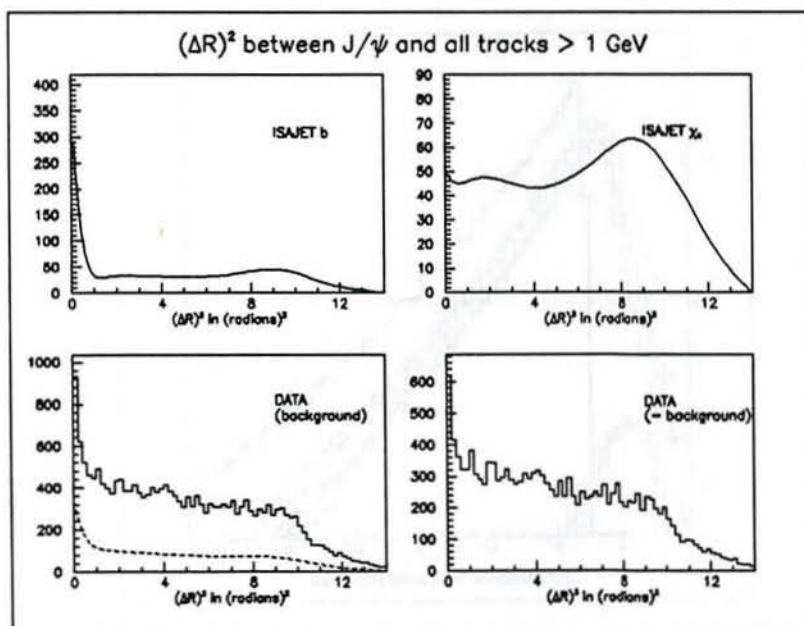 (ΔR)² between J/ψ and all tracks > 1 GeV
400
350
300
250
200
150
100
50
0
ISAJET b
0 4 8 12
(ΔR)² in (radians)²
90
80
70
60
50
40
30
20
10
0
ISAJET χ
0 4 8 12
(ΔR)² in (radians)²
1000
800
600
400
200
0
DATA
(background)
0 4 8 12
(ΔR)² in (radians)²
600
500
400
300
200
100
0
DATA
(− background)
0 4 8 12
(ΔR)² in (radians)²